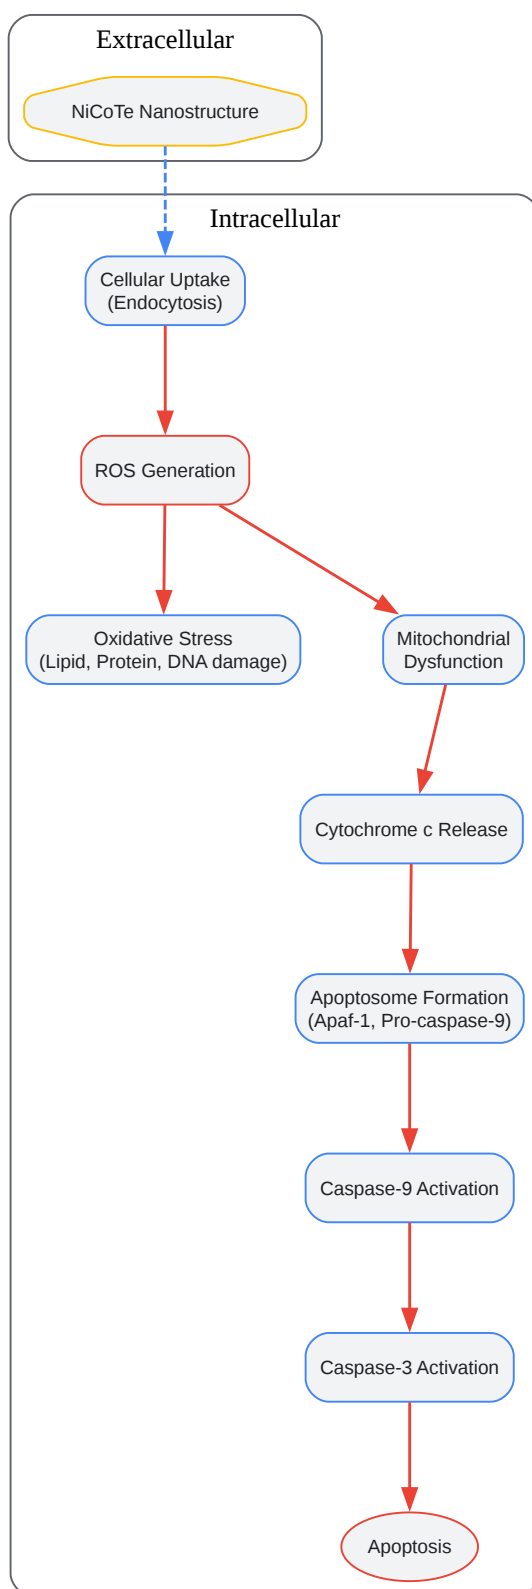 Extracellular
NiCoTe Nanostructure
Intracellular
Cellular Uptake
(Endocytosis)
ROS Generation
Oxidative Stress
(Lipid, Protein, DNA damage)
Mitochondrial
Dysfunction
Cytochrome c Release
Apoptosome Formation
(Apaf-1, Pro-caspase-9)
Caspase-9 Activation
Caspase-3 Activation
Apoptosis